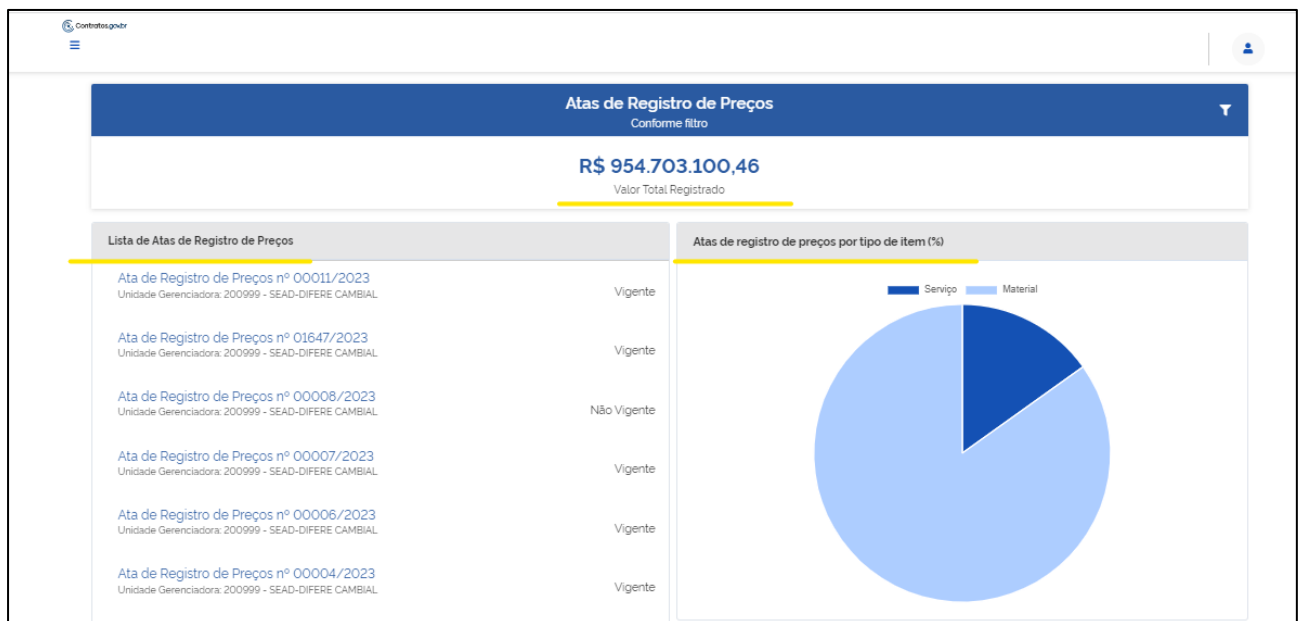 Contratos.govbr
Atas de Registro de Preços
Conforme filtro
R$ 954.703.100,46
Valor Total Registrado
Lista de Atas de Registro de Preços
Ata de Registro de Preços nº 00011/2023
Unidade Gerenciadora: 200999 - SEAD-DIFERE CAMBIAL
Vigente
Ata de Registro de Preços nº 01647/2023
Unidade Gerenciadora: 200999 - SEAD-DIFERE CAMBIAL
Vigente
Ata de Registro de Preços nº 00008/2023
Unidade Gerenciadora: 200999 - SEAD-DIFERE CAMBIAL
Não Vigente
Ata de Registro de Preços nº 00007/2023
Unidade Gerenciadora: 200999 - SEAD-DIFERE CAMBIAL
Vigente
Ata de Registro de Preços nº 00006/2023
Unidade Gerenciadora: 200999 - SEAD-DIFERE CAMBIAL
Vigente
Ata de Registro de Preços nº 00004/2023
Unidade Gerenciadora: 200999 - SEAD-DIFERE CAMBIAL
Vigente
Atas de registro de preços por tipo de item (%)
Serviço Material